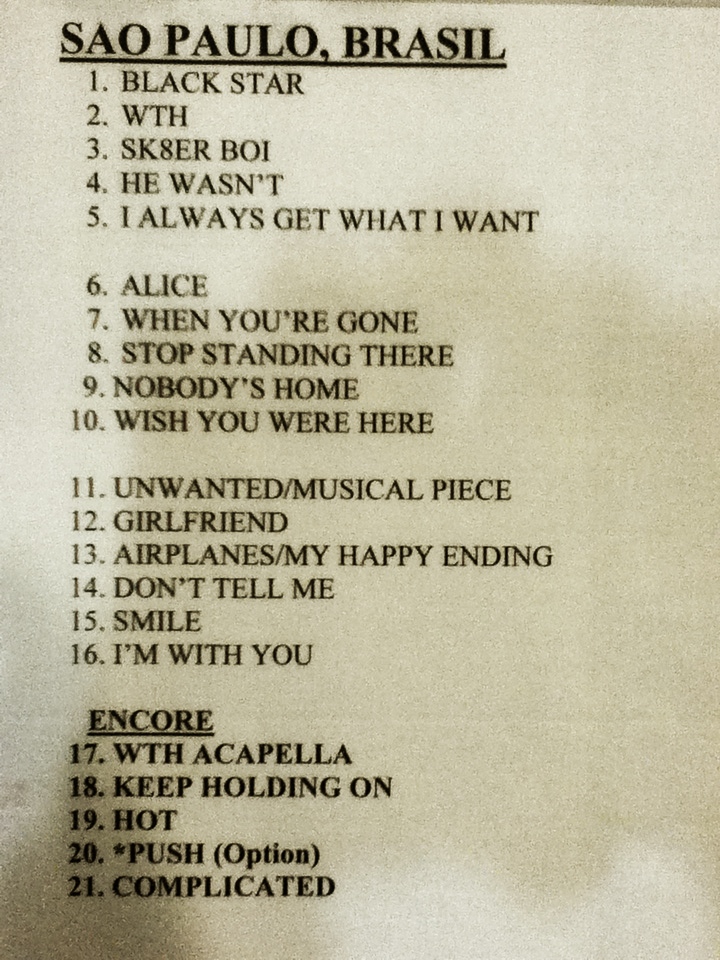 SAO PAULO, BRASIL
1. BLACK STAR
2. WTH
3. SK8ER BOI
4. HE WASN'T
5. I ALWAYS GET WHAT I WANT
6. ALICE
7. WHEN YOU'RE GONE
8. STOP STANDING THERE
9. NOBODY'S HOME
10. WISH YOU WERE HERE
11. UNWANTED/MUSICAL PIECE
12. GIRLFRIEND
13. AIRPLANES/MY HAPPY ENDING
14. DON'T TELL ME
15. SMILE
16. I'M WITH YOU
ENCORE
17. WTH ACAPELLA
18. KEEP HOLDING ON
19. HOT
20. *PUSH (Option)
21. COMPLICATED